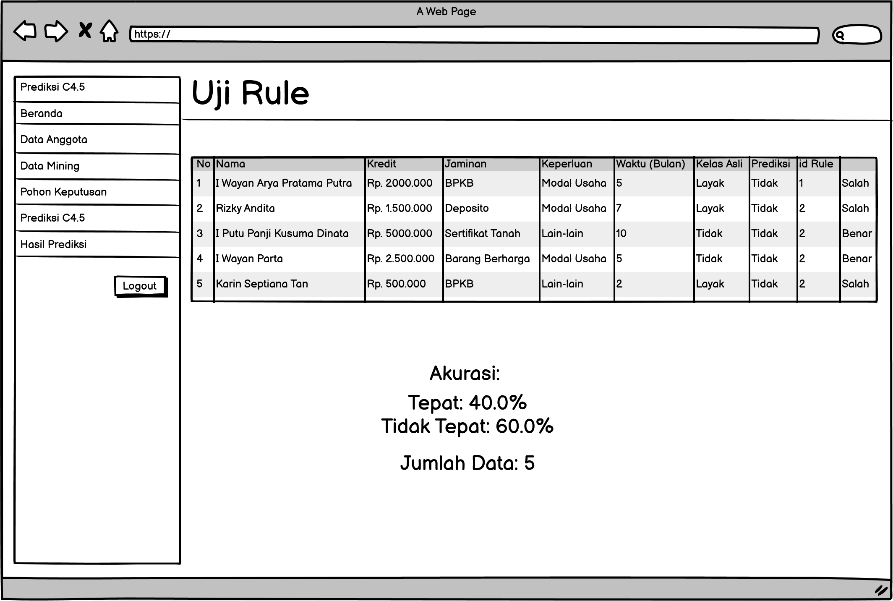 A Web Page
https://
Prediksi C4.5
Beranda
Data Anggota
Data Mining
Pohon Keputusan
Prediksi C4.5
Hasil Prediksi
Logout
Uji Rule
No Nama Kredit Jaminan Keperluan Waktu (Bulan) Kelas Asli Prediksi id Rule
1 I Wayan Arya Pratama Putra Rp. 2000.000 BPKB Modal Usaha 5 Layak Tidak 1 Salah
2 Rizky Andita Rp. 1.500.000 Deposito Modal Usaha 7 Layak Tidak 2 Salah
3 I Putu Panji Kusuma Dinata Rp. 5000.000 Sertifikat Tanah Lain-lain 10 Tidak Tidak 2 Benar
4 I Wayan Parta Rp. 2.500.000 Barang Berharga Modal Usaha 5 Tidak Tidak 2 Benar
5 Karin Septiana Tan Rp. 500.000 BPKB Lain-lain 2 Layak Tidak 2 Salah
Akurasi:
Tepat: 40.0%
Tidak Tepat: 60.0%
Jumlah Data: 5